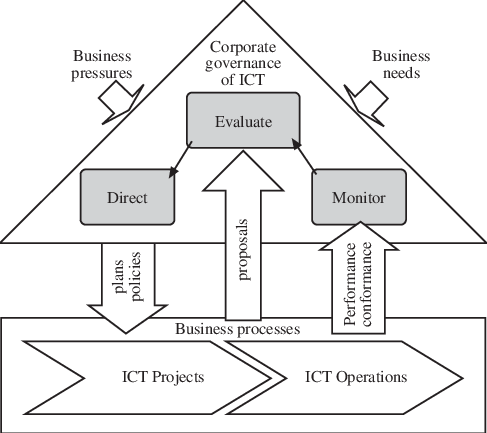 Corporate
governance
of ICT
Business
pressures
Business
needs
Evaluate
Direct
Monitor
plans
policies
proposals
Performance
conformance
Business processes
ICT Projects
ICT Operations